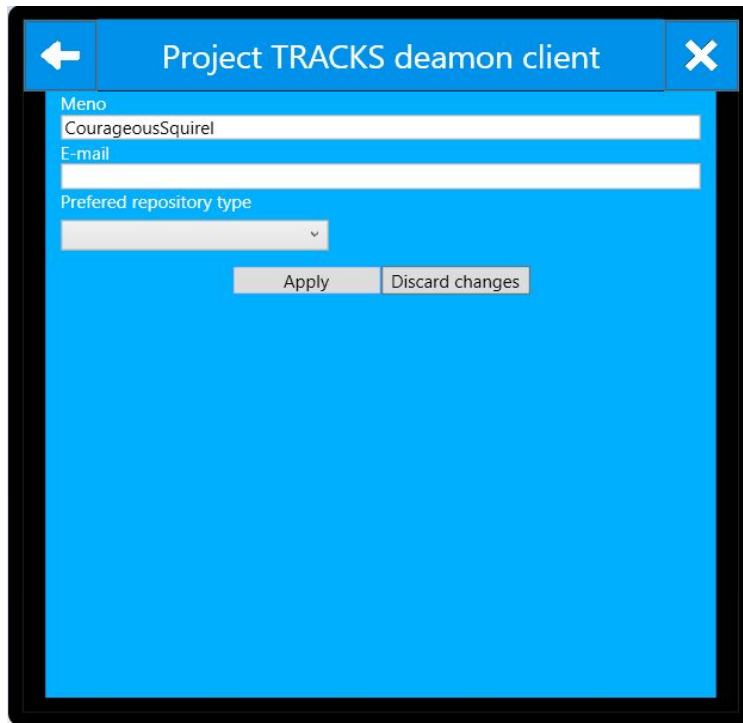 Project TRACKS deamon client
Meno
CourageousSquirel
E-mail
Prefered repository type
Apply Discard changes